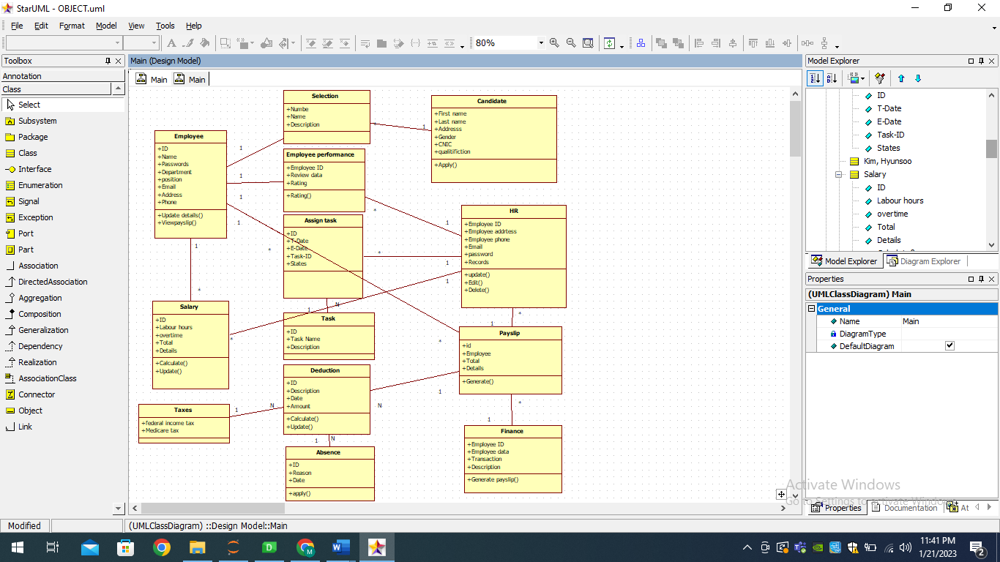 StarUML - OBJECT.uml
File Edit Format Model View Tools Help
80%
Toolbox
Annotation
Class
Select
Subsystem
Package
Class
Interface
Enumeration
Signal
Exception
Port
Part
Association
DirectedAssociation
Aggregation
Composition
Generalization
Dependency
Realization
AssociationClass
Connector
Object
Link
Main (Design Model)
Main Main
Selection
+Numbe
+Name
+Description
Candidate
+First name
+Last name
+Addresss
+Gender
+CNIC
+qualitifiction
+Apply()
* 1
Employee
+ID
+Name
+Passwords
+Department
+position
+Email
+Address
+Phone
+Update details()
+Viewpayslip()
1
1
1
1
Employee performance
+Employee ID
+Review data
+Rating
+Rating()
* 1
Assign task
+ID
+T-Date
+E-Date
+Task-ID
+States
*
* 1
HR
+Employee ID
+Employee addrtess
+Employee phone
+Email
+password
+Records
+update()
+Edit()
+Delete()
1
*
1
*
Salary
+ID
+Labour hours
+overtime
+Total
+Details
+Calculate()
+Update()
*
1 N
Task
+ID
+Task Name
+Description
1
*
Payslip
+id
+Employee
+Total
+Details
+Generate()
*
1
Deduction
+ID
+Description
+Date
+Amount
+Calculate()
+Update()
N
1
Taxes
+federal income tax
+Medicare tax
1 N
1 N
Absence
+ID
+Reason
+Date
+apply()
*
1
Finance
+Employee ID
+Employee data
+Transaction
+Description
+Generate payslip()
Model Explorer
ID
T-Date
E-Date
Task-ID
States
Kim, Hyunsoo
Salary
ID
Labour hours
overtime
Total
Details
Model Explorer Diagram Explorer
Properties
(UMLClassDiagram) Main
General
Name Main
DiagramType
DefaultDiagram
Activate Windows
Go to Settings to activate Windows.
Properties Documentation At
Modified
(UMLClassDiagram) ::Design Model::Main
11:41 PM
1/21/2023
2